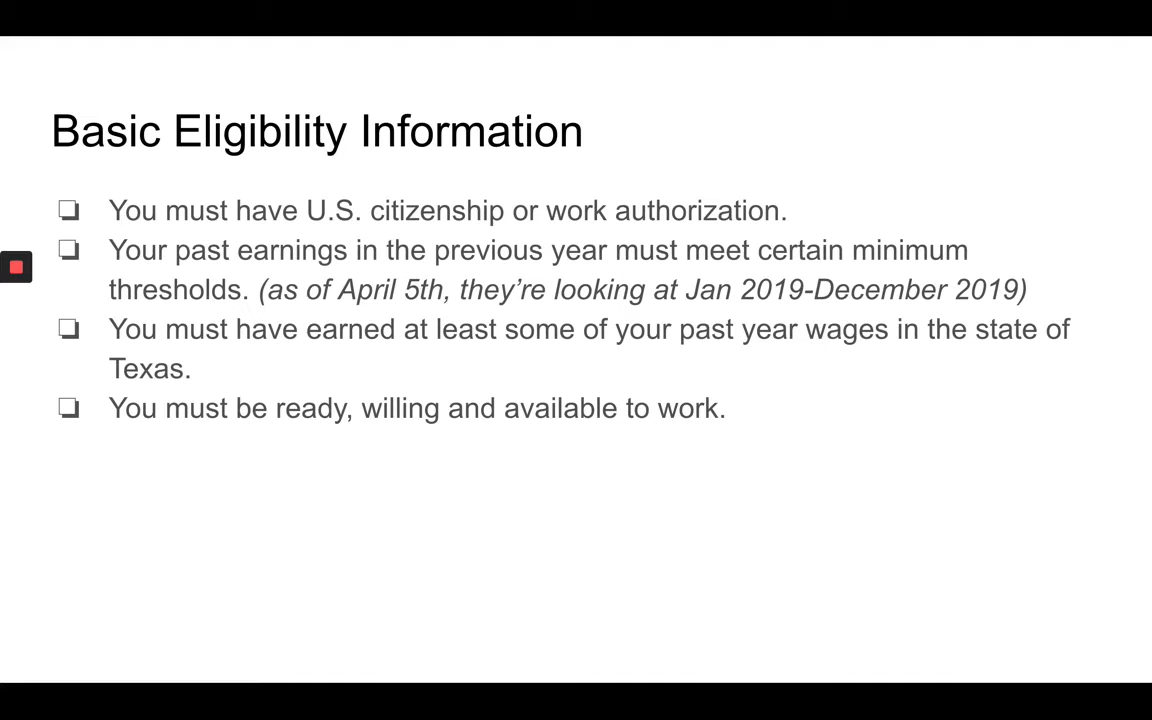 Basic Eligibility Information
❏ You must have U.S. citizenship or work authorization.
❏ Your past earnings in the previous year must meet certain minimum
thresholds. (as of April 5th, they’re looking at Jan 2019-December 2019)
❏ You must have earned at least some of your past year wages in the state of
Texas.
❏ You must be ready, willing and available to work.